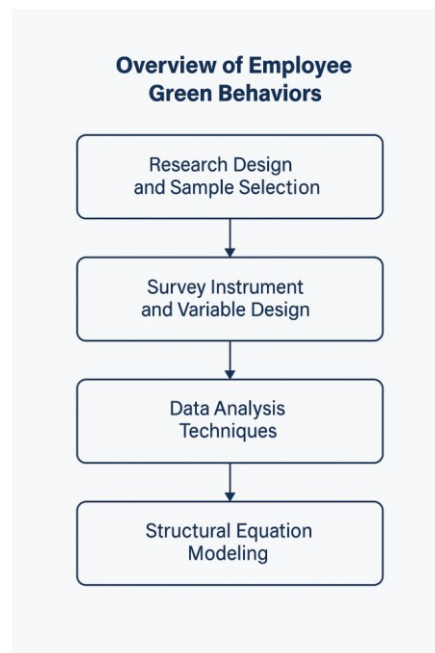 Overview of Employee
Green Behaviors
Research Design
and Sample Selection
Survey Instrument
and Variable Design
Data Analysis
Techniques
Structural Equation
Modeling